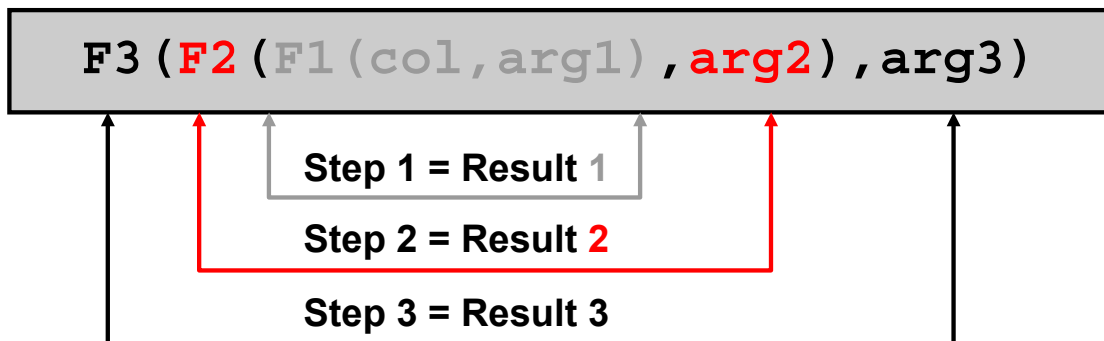 F3(F2(F1(col,arg1),arg2),arg3)
Step 1 = Result 1
Step 2 = Result 2
Step 3 = Result 3